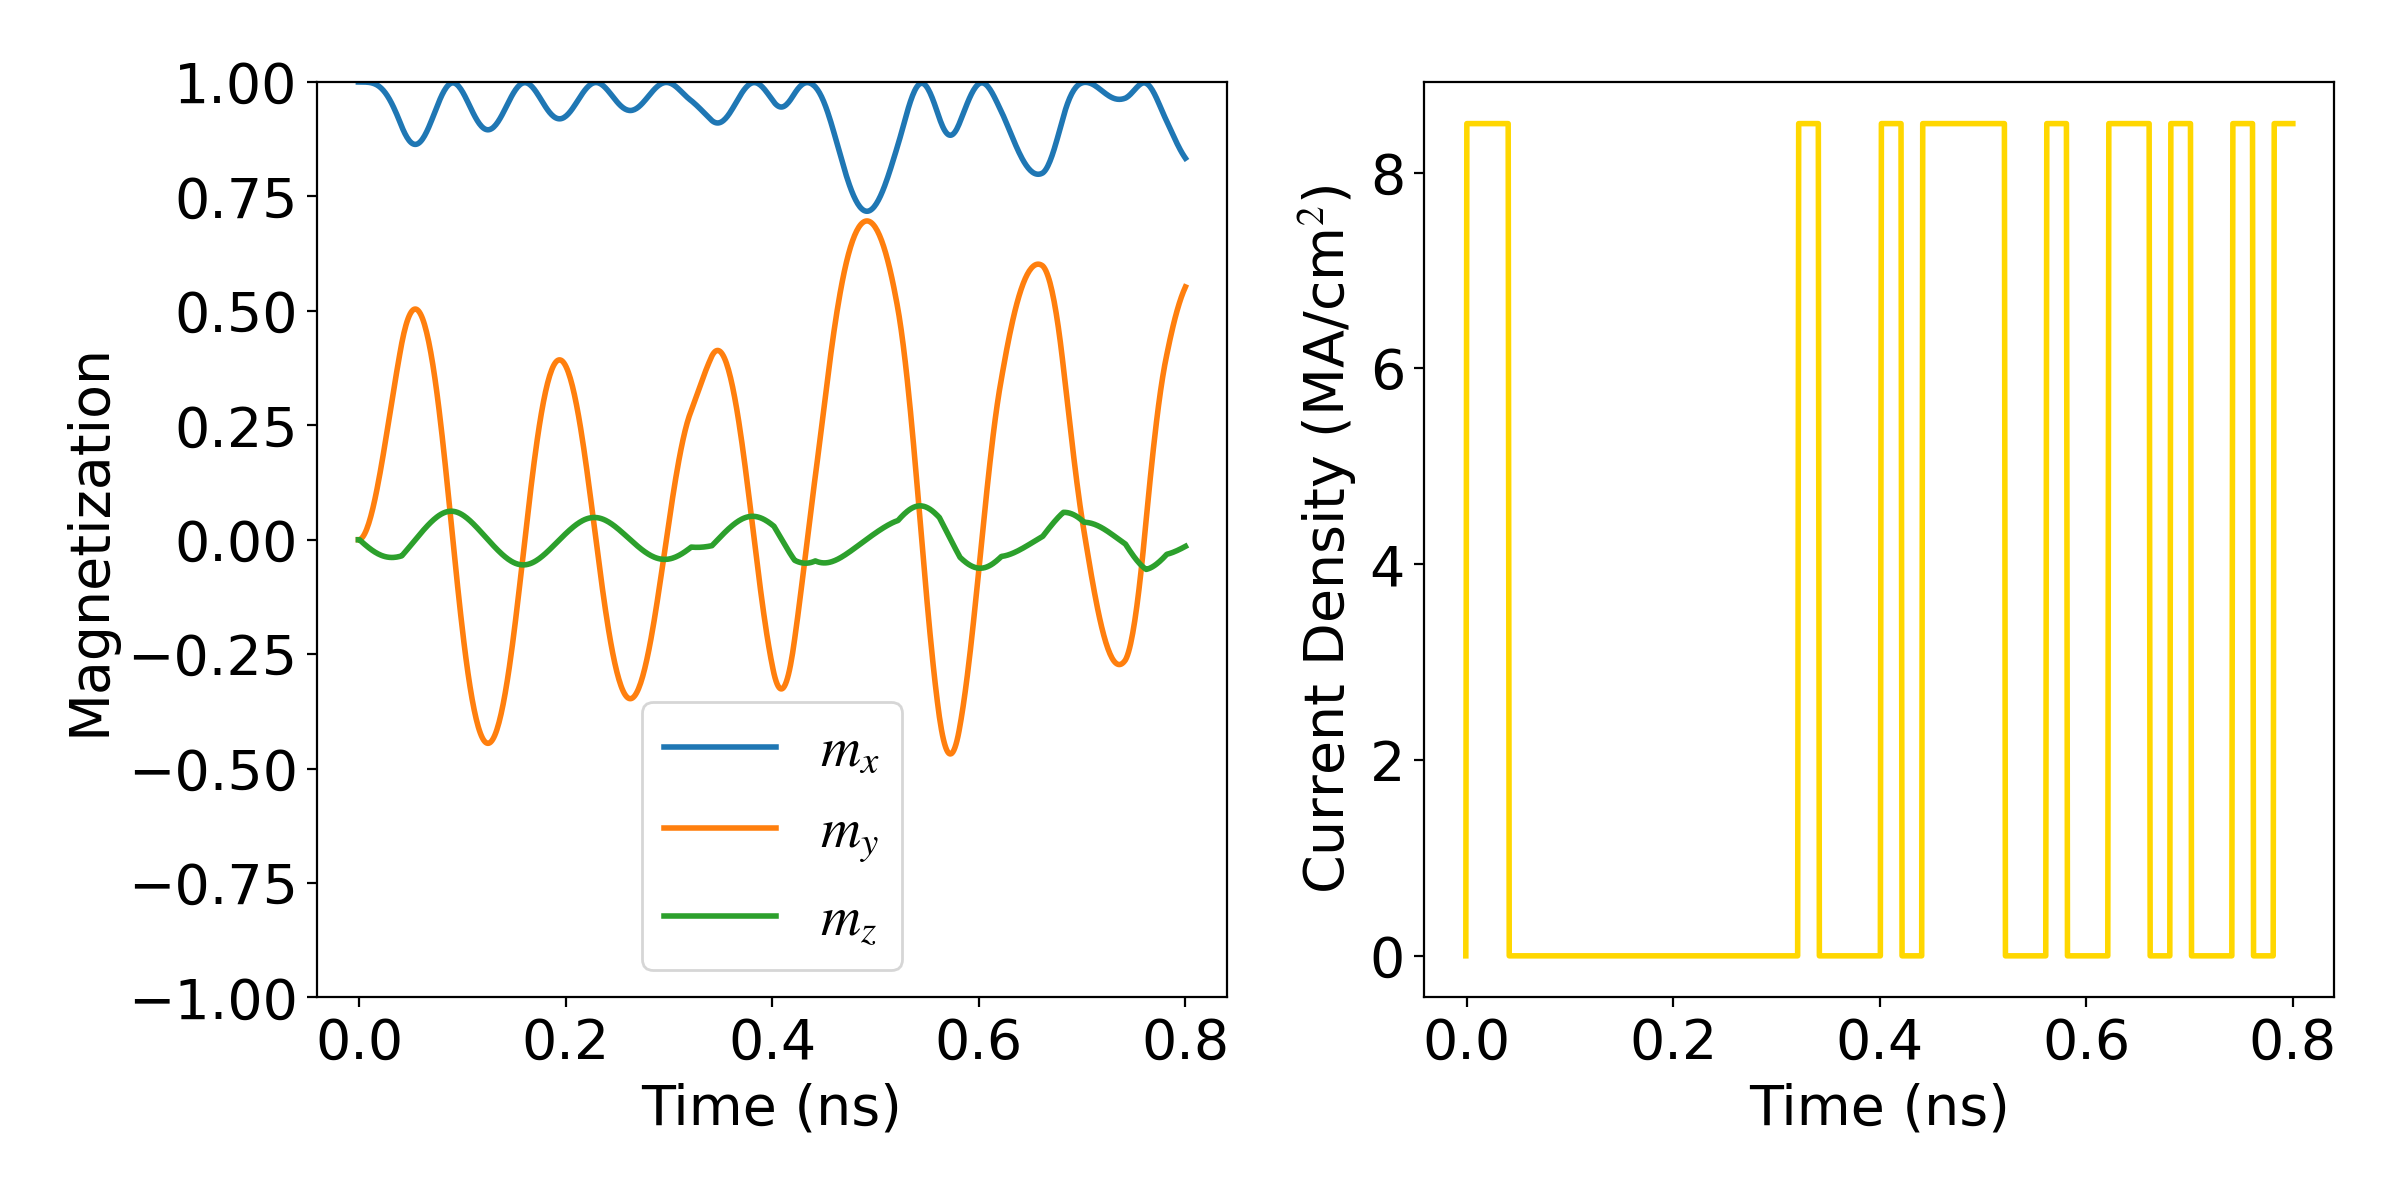 1.00
0.75
0.50
0.25
0.00
−0.25
−0.50
−0.75
−1.00
Magnetization
0.0 0.2 0.4 0.6 0.8
Time (ns)
m_x
m_y
m_z
8
6
4
2
0
Current Density (MA/cm²)
0.0 0.2 0.4 0.6 0.8
Time (ns)